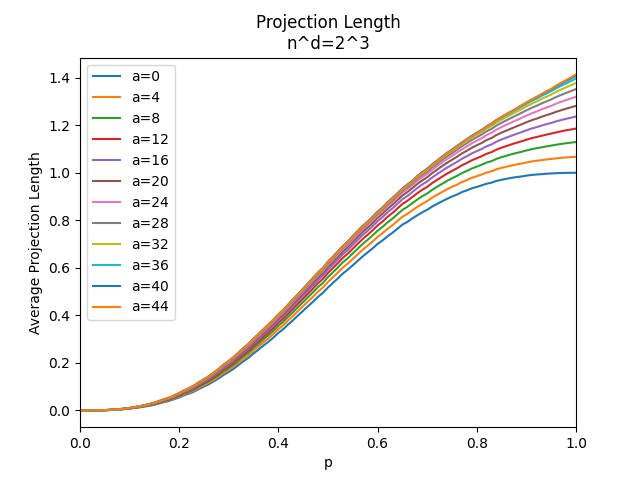 Projection Length
n^d=2^3
Average Projection Length
1.4
1.2
1.0
0.8
0.6
0.4
0.2
0.0
a=0
a=4
a=8
a=12
a=16
a=20
a=24
a=28
a=32
a=36
a=40
a=44
0.0 0.2 0.4 0.6 0.8 1.0
p